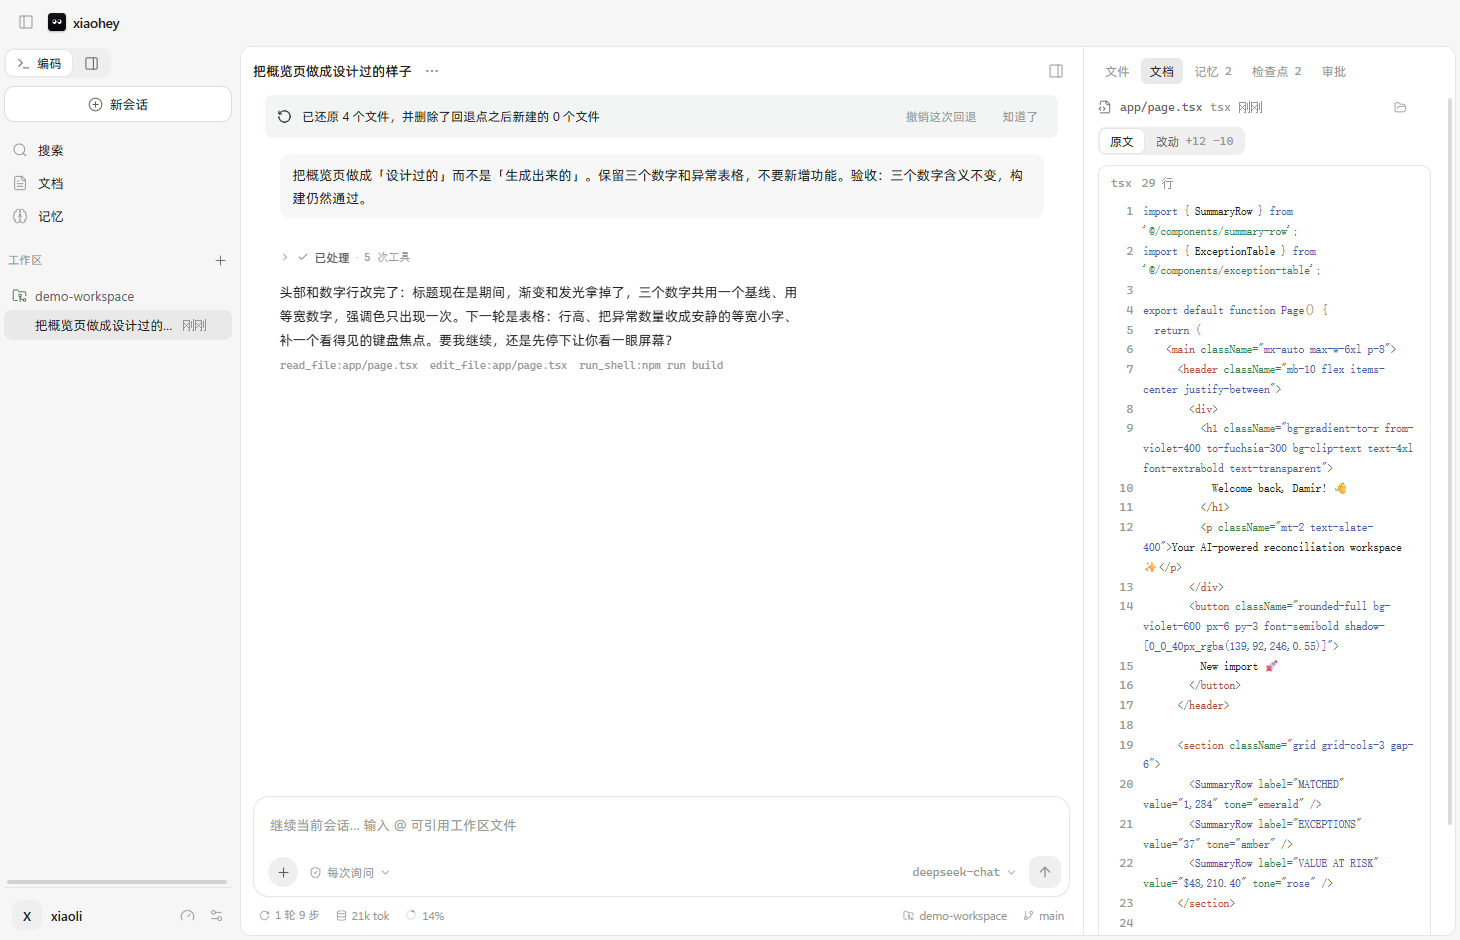 xiaohey
编码
新会话
搜索
文档
记忆
工作区
demo-workspace
把概览页做成设计过的... 刚刚
X xiaoli
把概览页做成设计过的样子 ...
已还原 4 个文件，并删除了回退点之后新建的 0 个文件 撤销这次回退 知道了
把概览页做成「设计过的」而不是「生成出来的」。保留三个数字和异常表格，不要新增功能。验收：三个数字含义不变，构
建仍然通过。
已处理 · 5 次工具
头部和数字行改完了：标题现在是期间，渐变和发光拿掉了，三个数字共用一个基线、用
等宽数字，强调色只出现一次。下一轮是表格：行高、把异常数量收成安静的等宽小字、
补一个看得见的键盘焦点。要我继续，还是先停下让你看一眼屏幕？
read_file:app/page.tsx edit_file:app/page.tsx run_shell:npm run build
继续当前会话... 输入 @ 可引用工作区文件
每次询问 deepseek-chat
1 轮 9 步 21k tok 14% demo-workspace main
文件 文档 记忆 2 检查点 2 审批
app/page.tsx tsx 刚刚
原文 改动 +12 -10
tsx 29 行
1 import { SummaryRow } from
'@/components/summary-row';
2 import { ExceptionTable } from
'@/components/exception-table';
3
4 export default function Page() {
5 return (
6 <main className="mx-auto max-w-6xl p-8">
7 <header className="mb-10 flex items-
center justify-between">
8 <div>
9 <h1 className="bg-gradient-to-r from-
violet-400 to-fuchsia-300 bg-clip-text text-4xl
font-extrabold text-transparent">
10 Welcome back, Damir! 👋
11 </h1>
12 <p className="mt-2 text-slate-
400">Your AI-powered reconciliation workspace
✨</p>
13 </div>
14 <button className="rounded-full bg-
violet-600 px-6 py-3 font-semibold shadow-
[0_0_40px_rgba(139,92,246,0.55)]">
15 New import 🚀
16 </button>
17 </header>
18
19 <section className="grid grid-cols-3 gap-
6">
20 <SummaryRow label="MATCHED"
value="1,284" tone="emerald" />
21 <SummaryRow label="EXCEPTIONS"
value="37" tone="amber" />
22 <SummaryRow label="VALUE AT RISK"
value="$48,210.40" tone="rose" />
23 </section>
24